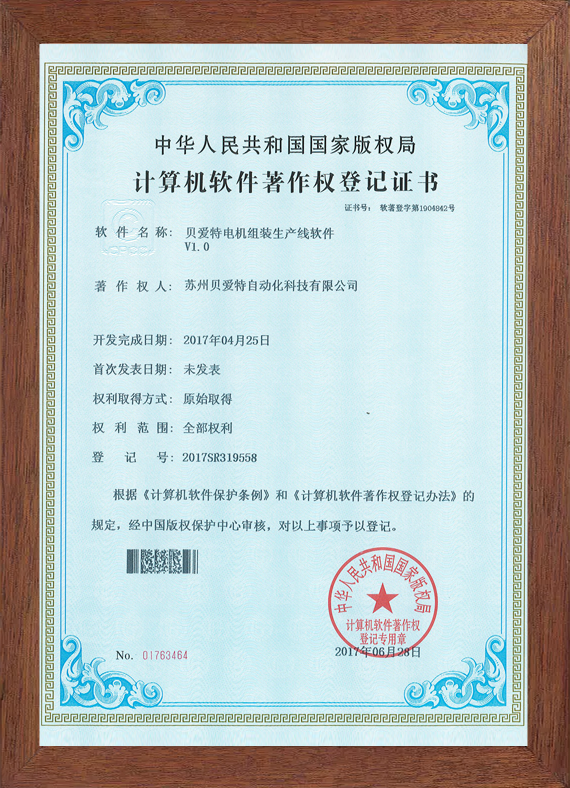 中华人民共和国国家版权局
计算机软件著作权登记证书
证书号： 软著登字第1904842号
CPCC
软件名称： 贝爱特电机组装生产线软件
V1.0
著作权人： 苏州贝爱特自动化科技有限公司
开发完成日期： 2017年04月25日
首次发表日期： 未发表
权利取得方式： 原始取得
权利范围： 全部权利
登记号： 2017SR319558
根据《计算机软件保护条例》和《计算机软件著作权登记办法》的
规定，经中国版权保护中心审核，对以上事项予以登记。
中华人民共和国国家版权局
计算机软件著作权
登记专用章
2017年06月28日
No. 01763464